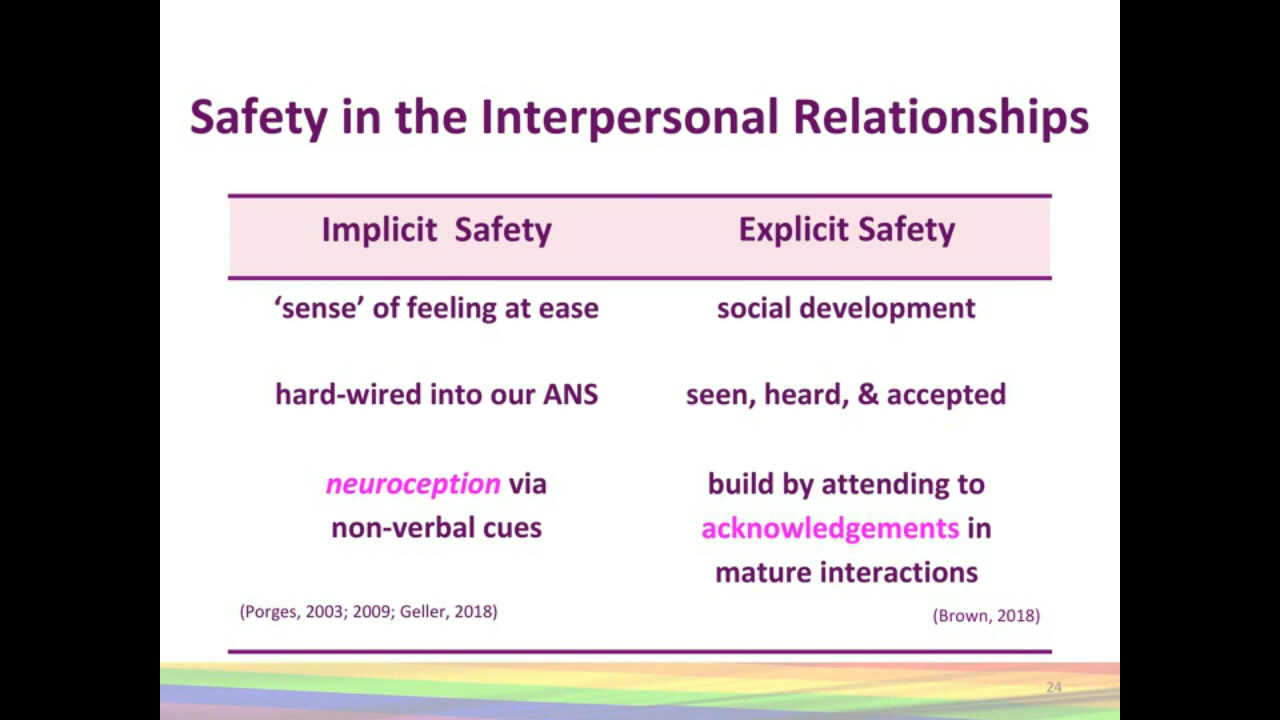 Safety in the Interpersonal Relationships
Implicit Safety
Explicit Safety
‘sense’ of feeling at ease
social development
hard-wired into our ANS
seen, heard, & accepted
neuroception via
non-verbal cues
build by attending to
acknowledgements in
mature interactions
(Porges, 2003; 2009; Geller, 2018)
(Brown, 2018)
24